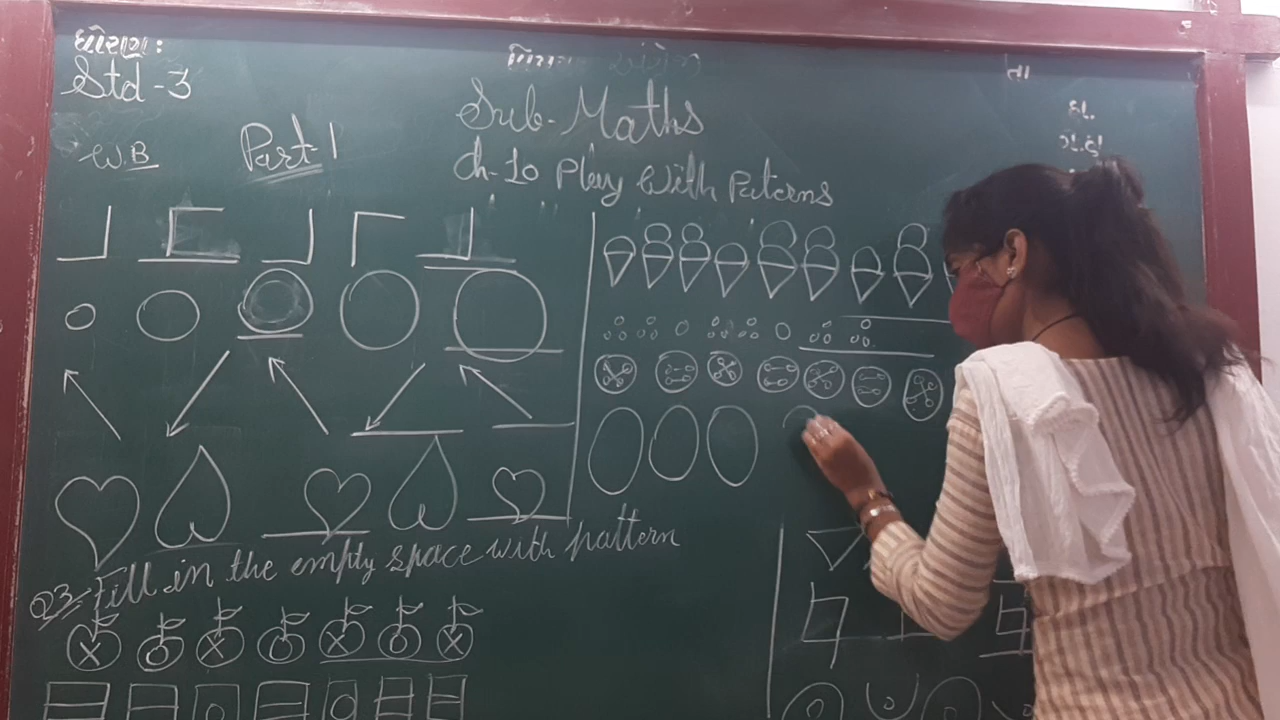 ધોરણ :
Std - 3
Sub - Maths
W.B Part-1
Ch-10 Play With Paterns
તા
હા.
ગે.હા
Q3 Fill in the empty space with pattern